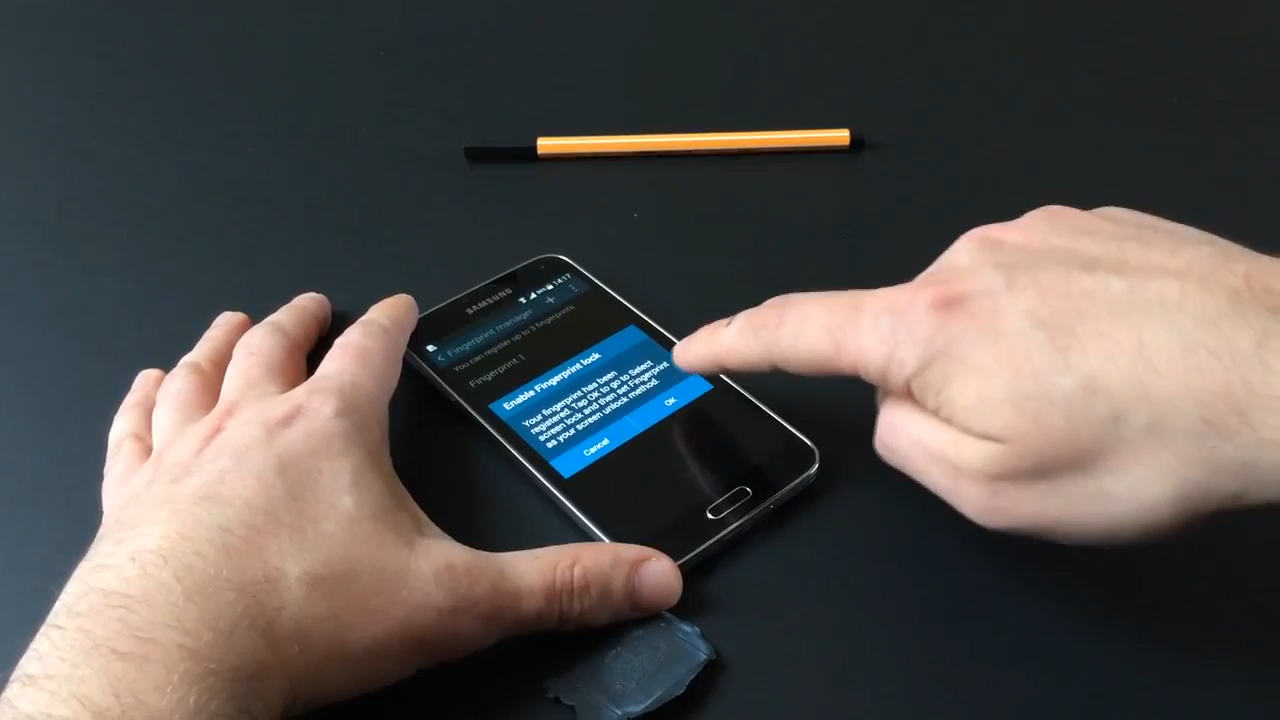 SAMSUNG
14:17
Fingerprint manager
You can register up to 3 fingerprints
Fingerprint 1
Enable Fingerprint lock
Your fingerprint has been
registered. Tap OK to go to Select
screen lock and then set Fingerprint
as your screen unlock method.
Cancel
OK